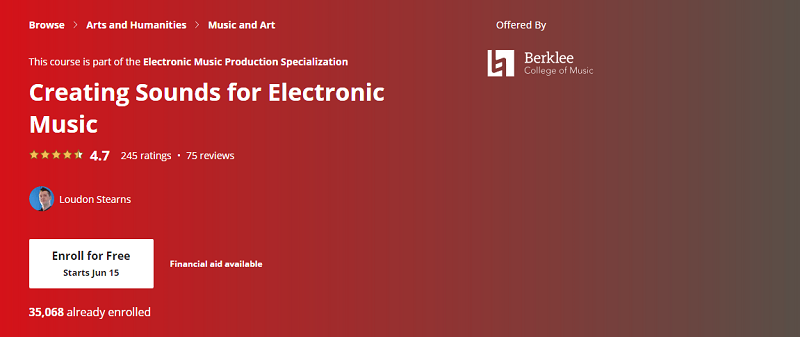 Browse > Arts and Humanities > Music and Art
Offered By
Berklee
College of Music
This course is part of the Electronic Music Production Specialization
Creating Sounds for Electronic
Music
4.7 245 ratings • 75 reviews
Loudon Stearns
Enroll for Free
Starts Jun 15
Financial aid available
35,068 already enrolled